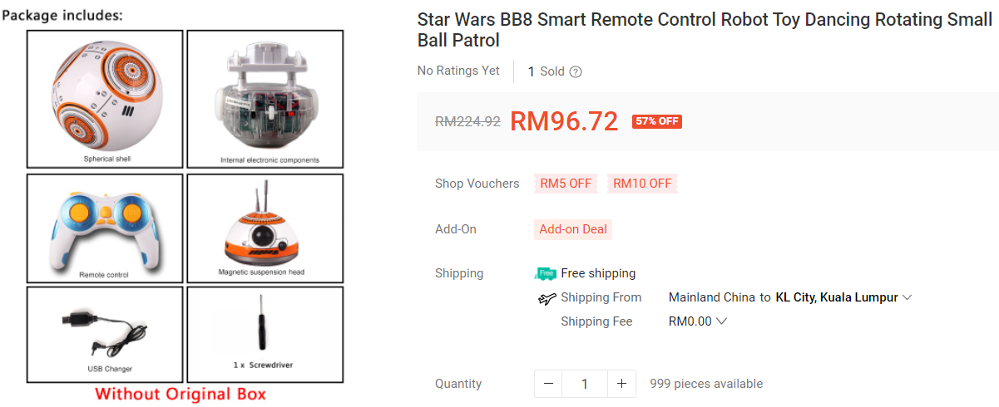 Package includes:
Spherical shell
Internal electronic components
Remote control
Magnetic suspension head
USB Changer
1 x Screwdriver
Without Original Box
Star Wars BB8 Smart Remote Control Robot Toy Dancing Rotating Small
Ball Patrol
No Ratings Yet
1 Sold ?
RM224.92 RM96.72 57% OFF
Shop Vouchers RM5 OFF RM10 OFF
Add-On Add-on Deal
Shipping Free Free shipping
Shipping From Mainland China to KL City, Kuala Lumpur
Shipping Fee RM0.00
Quantity − 1 + 999 pieces available